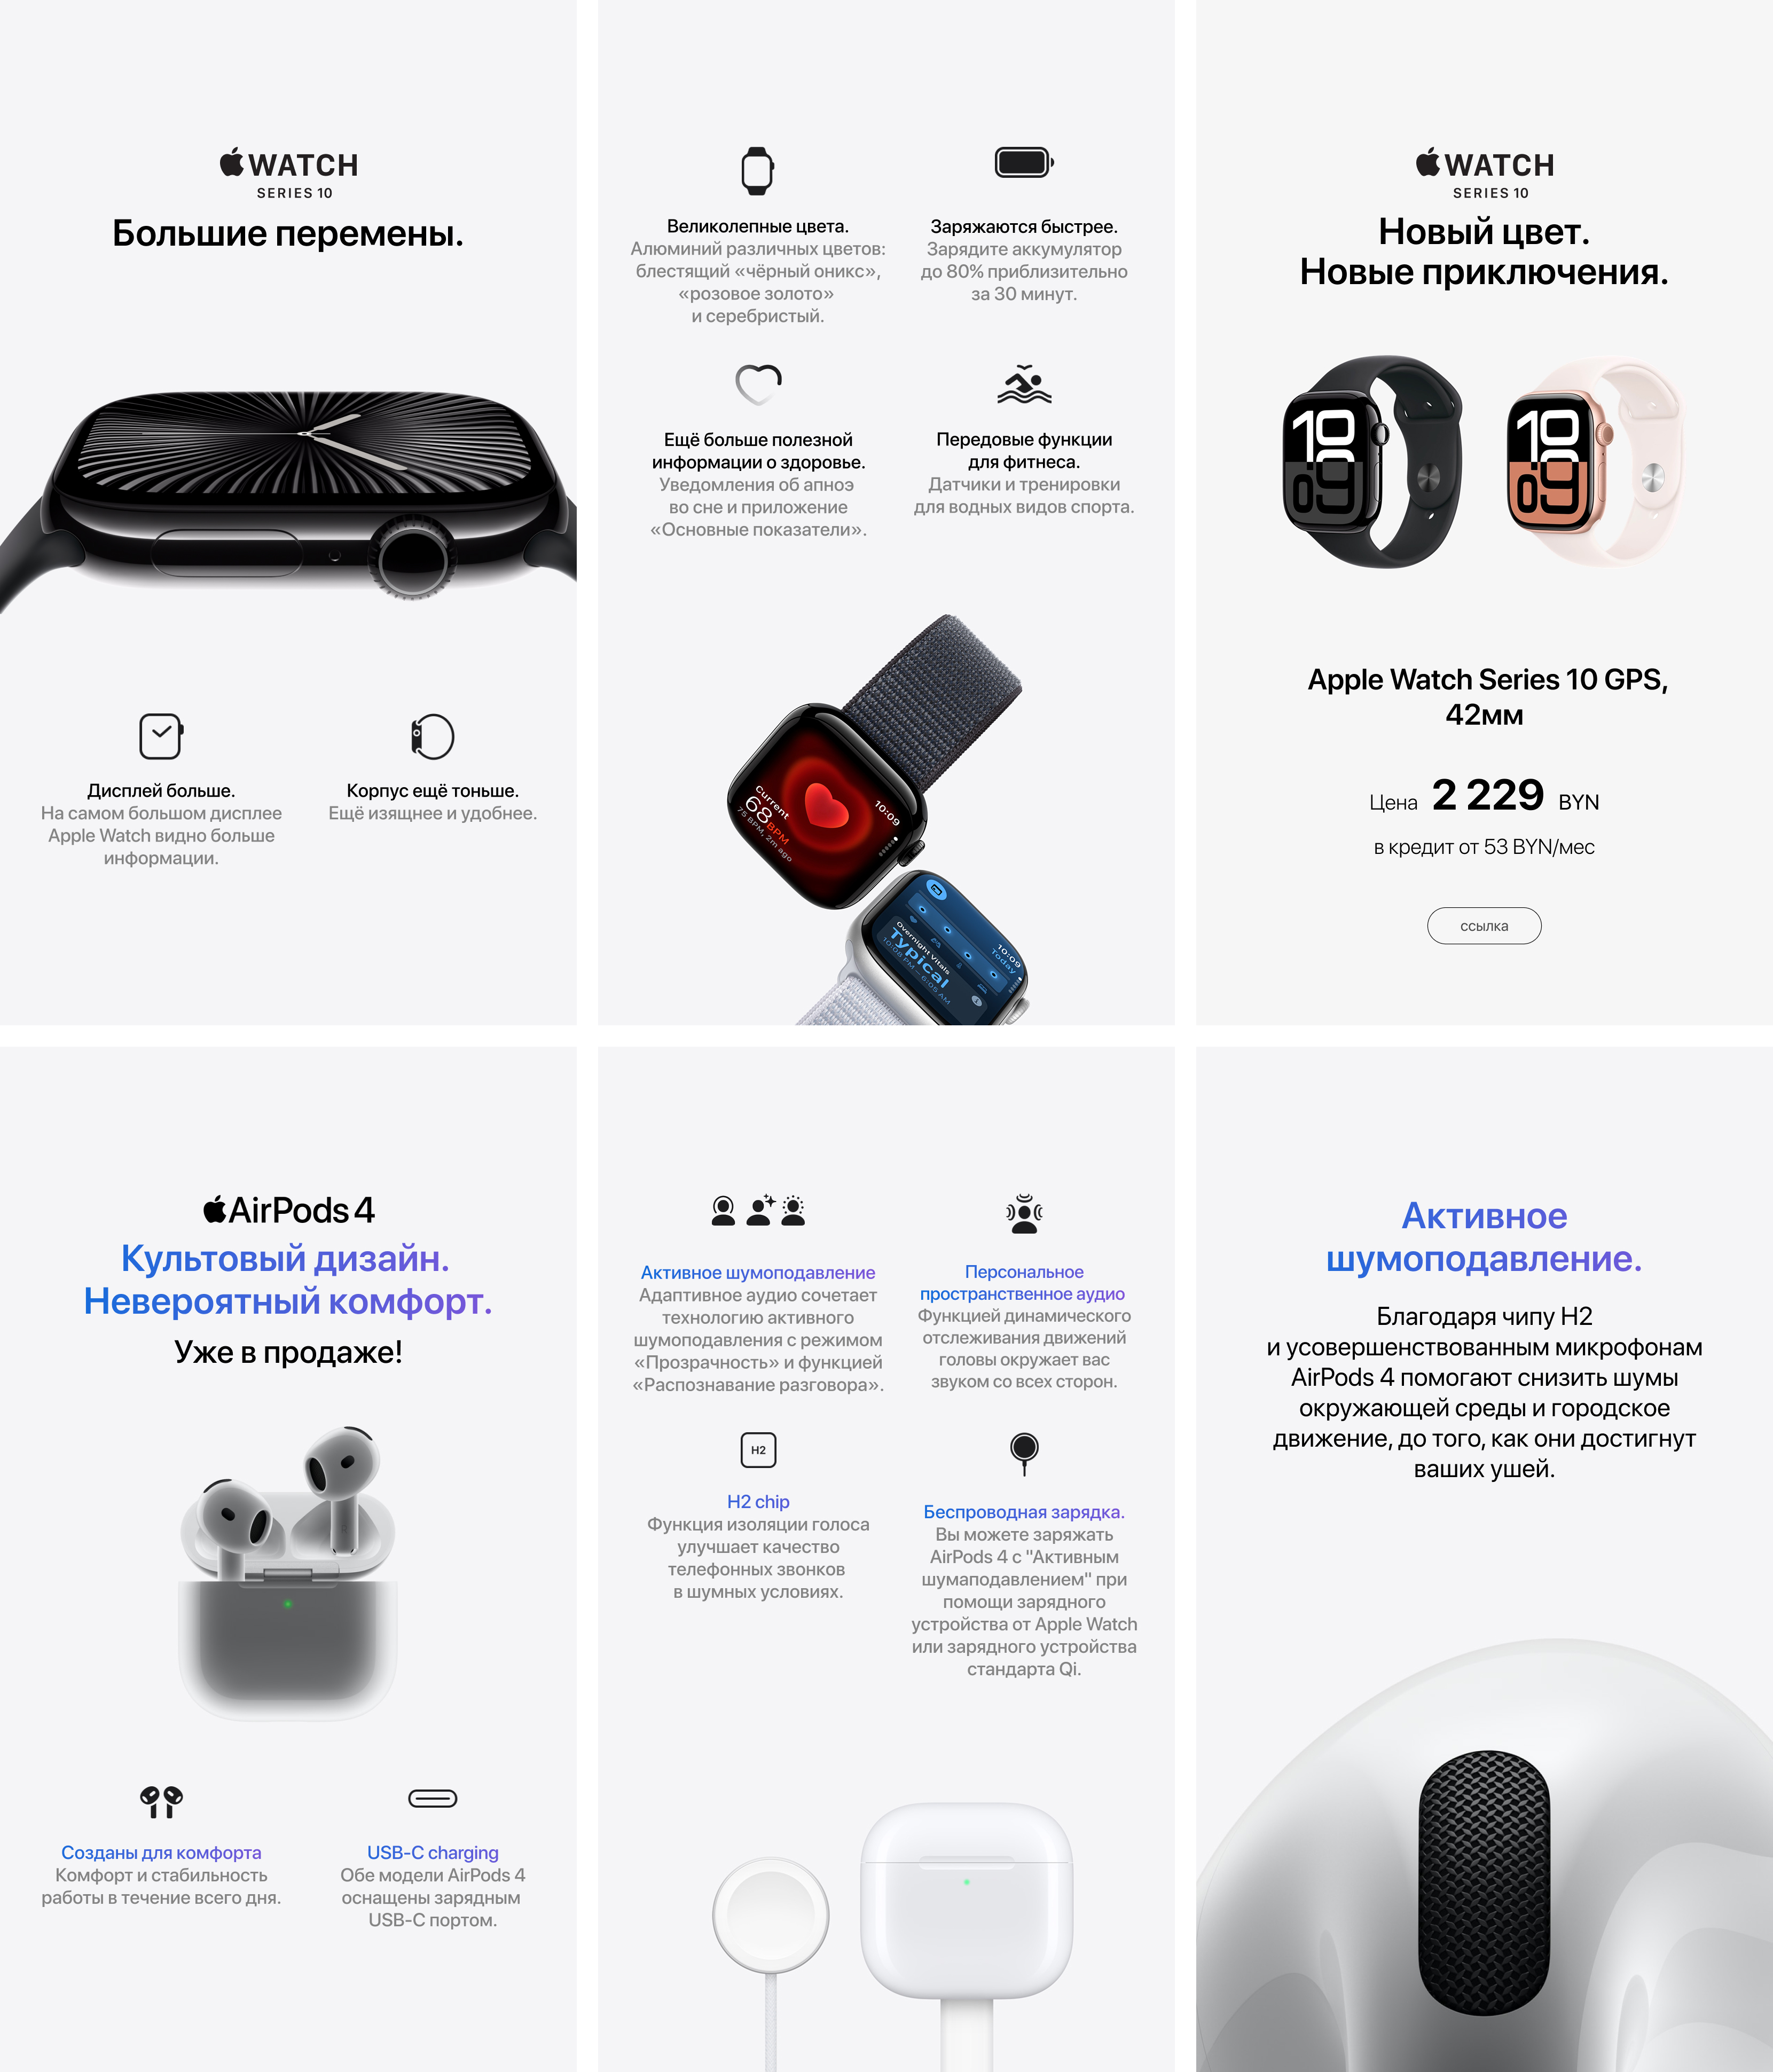 WATCH
SERIES 10
Большие перемены.
Дисплей больше.
На самом большом дисплее
Apple Watch видно больше
информации.
Корпус ещё тоньше.
Ещё изящнее и удобнее.
Великолепные цвета.
Алюминий различных цветов:
блестящий «чёрный оникс»,
«розовое золото»
и серебристый.
Заряжаются быстрее.
Зарядите аккумулятор
до 80% приблизительно
за 30 минут.
Ещё больше полезной
информации о здоровье.
Уведомления об апноэ
во сне и приложение
«Основные показатели».
Передовые функции
для фитнеса.
Датчики и тренировки
для водных видов спорта.
10:09
Current
68 BPM
75 BPM, 2m ago
10:09
Today
Overnight Vitals
Typical
10:08 PM – 6:05 AM
WATCH
SERIES 10
Новый цвет.
Новые приключения.
10
09
10
09
Apple Watch Series 10 GPS,
42мм
Цена 2 229 BYN
в кредит от 53 BYN/мес
ссылка
AirPods 4
Культовый дизайн.
Невероятный комфорт.
Уже в продаже!
Созданы для комфорта
Комфорт и стабильность
работы в течение всего дня.
USB-C charging
Обе модели AirPods 4
оснащены зарядным
USB-C портом.
Активное шумоподавление
Адаптивное аудио сочетает
технологию активного
шумоподавления с режимом
«Прозрачность» и функцией
«Распознавание разговора».
Персональное
пространственное аудио
Функцией динамического
отслеживания движений
головы окружает вас
звуком со всех сторон.
H2
H2 chip
Функция изоляции голоса
улучшает качество
телефонных звонков
в шумных условиях.
Беспроводная зарядка.
Вы можете заряжать
AirPods 4 с "Активным
шумаподавлением" при
помощи зарядного
устройства от Apple Watch
или зарядного устройства
стандарта Qi.
Активное
шумоподавление.
Благодаря чипу H2
и усовершенствованным микрофонам
AirPods 4 помогают снизить шумы
окружающей среды и городское
движение, до того, как они достигнут
ваших ушей.